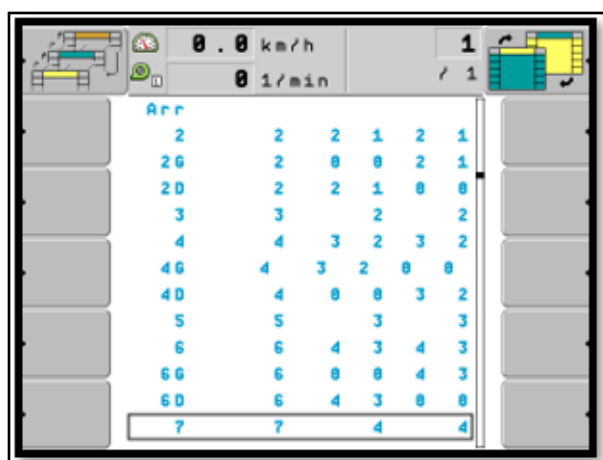 0.0 km/h 1
0 1/min / 1
Arr
2 2 2 1 2 1
2G 2 0 0 2 1
2D 2 2 1 0 0
3 3 2 2
4 4 3 2 3 2
4G 4 3 2 0 0
4D 4 0 0 3 2
5 5 3 3
6 6 4 3 4 3
6G 6 0 0 4 3
6D 6 4 3 0 0
7 7 4 4